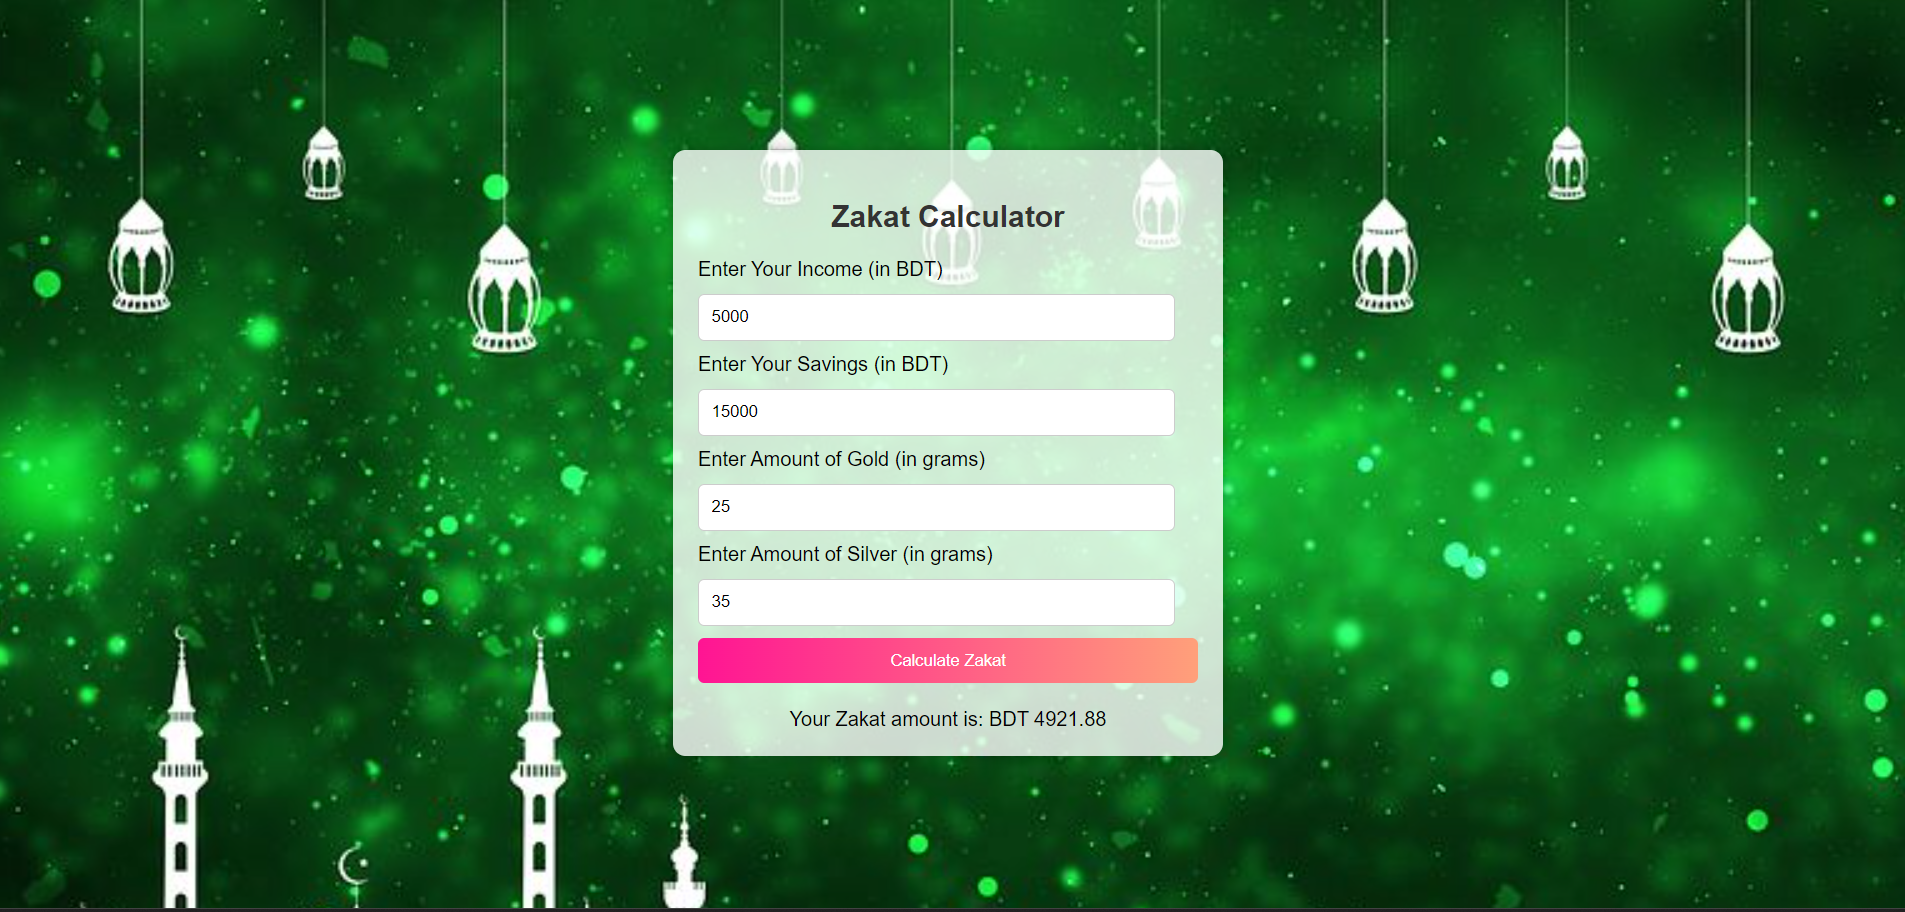 Zakat Calculator
Enter Your Income (in BDT)
5000
Enter Your Savings (in BDT)
15000
Enter Amount of Gold (in grams)
25
Enter Amount of Silver (in grams)
35
Calculate Zakat
Your Zakat amount is: BDT 4921.88